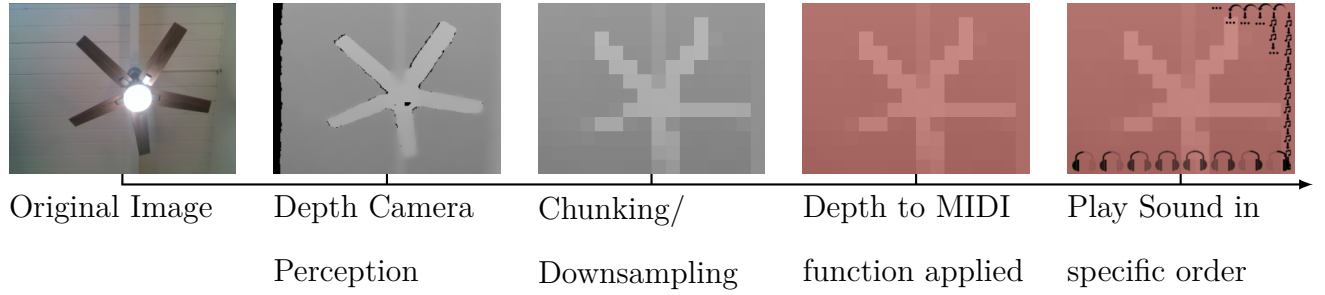 Original Image
Depth Camera
Perception
Chunking/
Downsampling
Depth to MIDI
function applied
Play Sound in
specific order